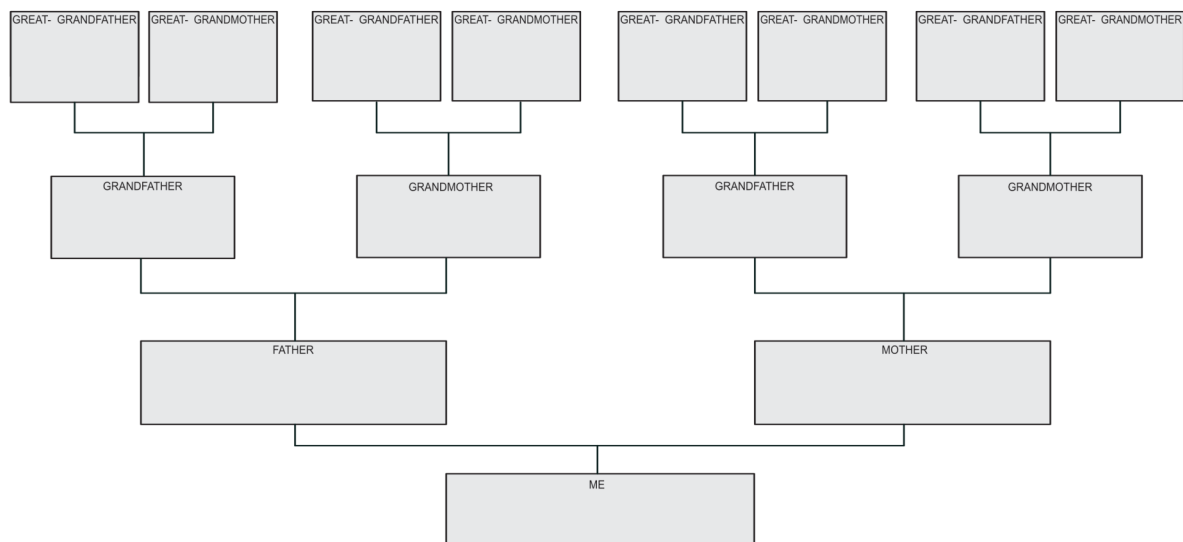 GREAT- GRANDFATHER GREAT- GRANDMOTHER GREAT- GRANDFATHER GREAT- GRANDMOTHER GREAT- GRANDFATHER GREAT- GRANDMOTHER GREAT- GRANDFATHER GREAT- GRANDMOTHER
GRANDFATHER GRANDMOTHER GRANDFATHER GRANDMOTHER
FATHER MOTHER
ME